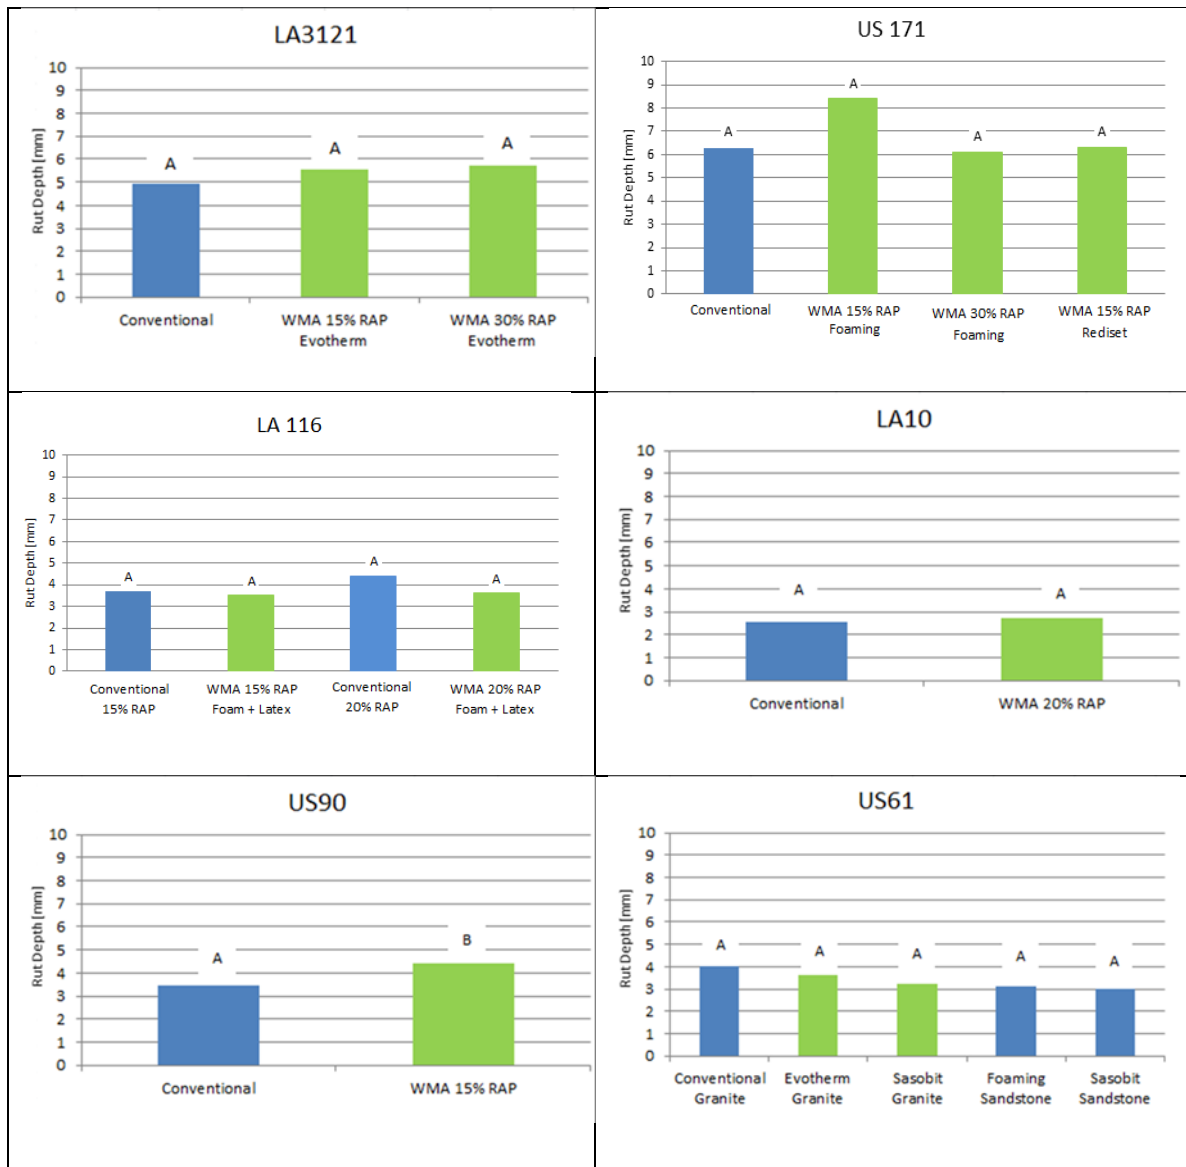 LA3121
Rut Depth [mm]
10
9
8
7
6
5
4
3
2
1
0
A
A
A
Conventional
WMA 15% RAP
Evotherm
WMA 30% RAP
Evotherm
US 171
Rut Depth [mm]
10
9
8
7
6
5
4
3
2
1
0
A
A
A
A
Conventional
WMA 15% RAP
Foaming
WMA 30% RAP
Foaming
WMA 15% RAP
Rediset
LA 116
Rut Depth [mm]
10
9
8
7
6
5
4
3
2
1
0
A
A
A
A
Conventional
15% RAP
WMA 15% RAP
Foam + Latex
Conventional
20% RAP
WMA 20% RAP
Foam + Latex
LA10
Rut Depth [mm]
10
9
8
7
6
5
4
3
2
1
0
A
A
Conventional
WMA 20% RAP
US90
Rut Depth [mm]
10
9
8
7
6
5
4
3
2
1
0
A
B
Conventional
WMA 15% RAP
US61
Rut Depth [mm]
10
9
8
7
6
5
4
3
2
1
0
A
A
A
A
A
Conventional
Granite
Evotherm
Granite
Sasobit
Granite
Foaming
Sandstone
Sasobit
Sandstone